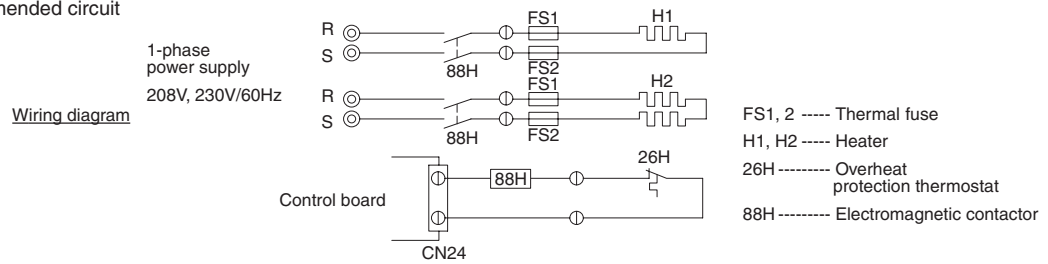 mended circuit
1-phase
power supply
208V, 230V/60Hz
Wiring diagram
R
S
88H
FS1
FS2
H1
R
S
88H
FS1
FS2
H2
Control board
88H
26H
CN24
FS1, 2 ----- Thermal fuse
H1, H2 ----- Heater
26H --------- Overheat
protection thermostat
88H --------- Electromagnetic contactor